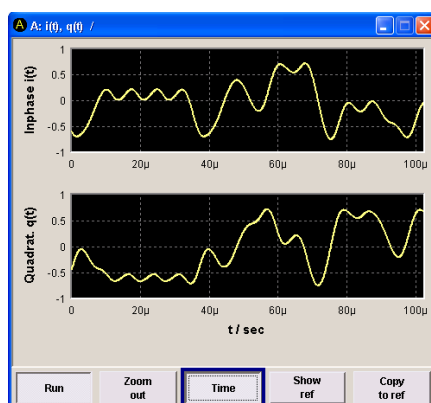 A A: i(t), q(t) /
Inphase i(t)
1
0.5
0
-0.5
-1
0 20µ 40µ 60µ 80µ 100µ
Quadrat. q(t)
1
0.5
0
-0.5
-1
0 20µ 40µ 60µ 80µ 100µ
t / sec
Run
Zoom
out
Time
Show
ref
Copy
to ref